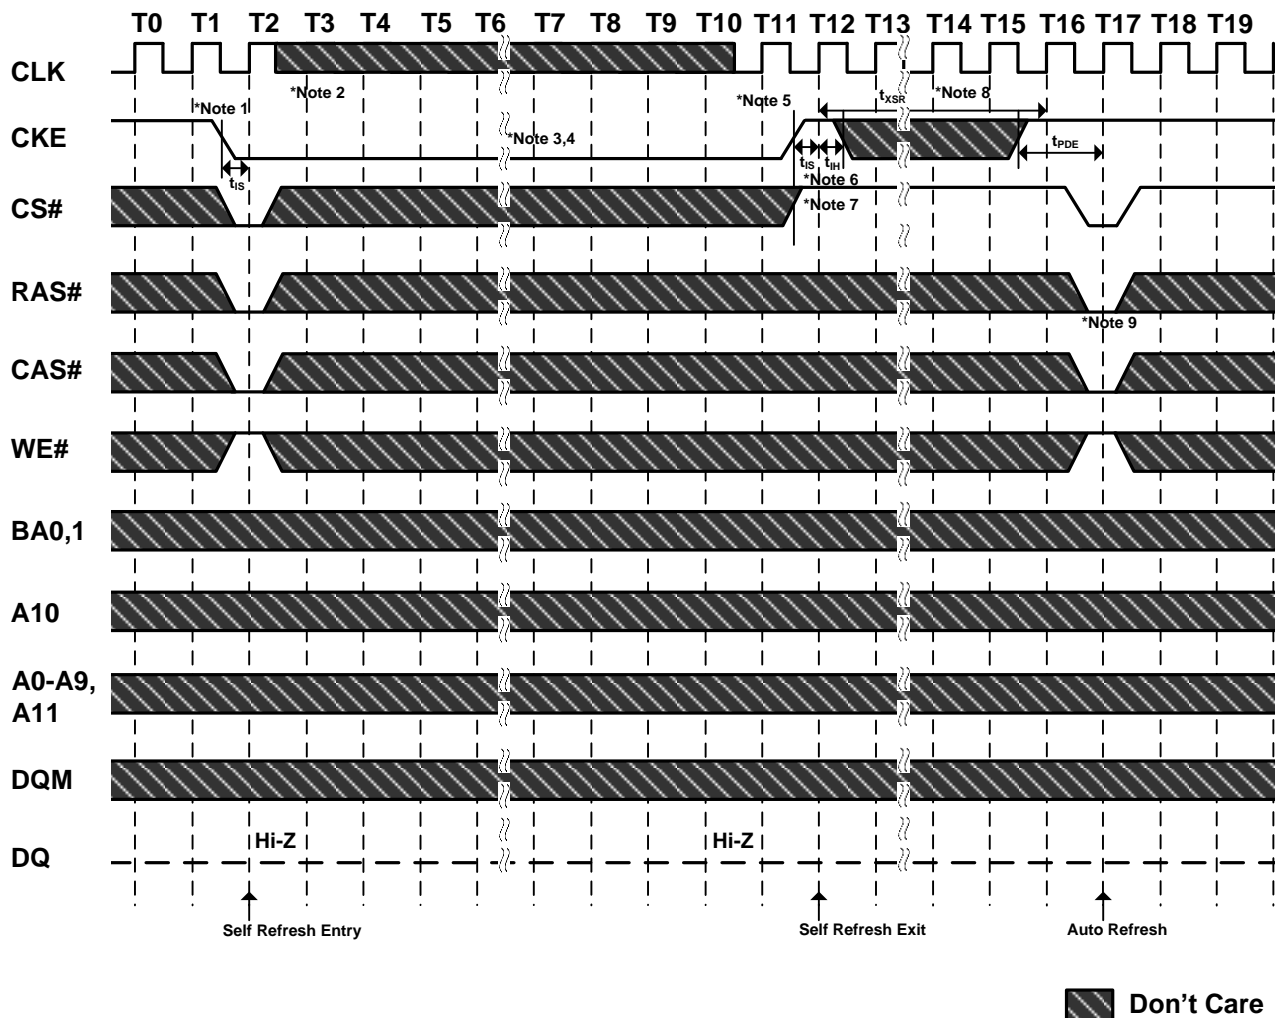 T0 T1 T2 T3 T4 T5 T6 T7 T8 T9 T10 T11 T12 T13 T14 T15 T16 T17 T18 T19
CLK
*Note 1
*Note 2
*Note 5
tXSR
*Note 8
CKE
*Note 3,4
tIS
tIS
tIH
tPDE
*Note 6
CS#
*Note 7
RAS#
*Note 9
CAS#
WE#
BA0,1
A10
A0-A9,
A11
DQM
Hi-Z
Hi-Z
DQ
Self Refresh Entry
Self Refresh Exit
Auto Refresh
Don't Care